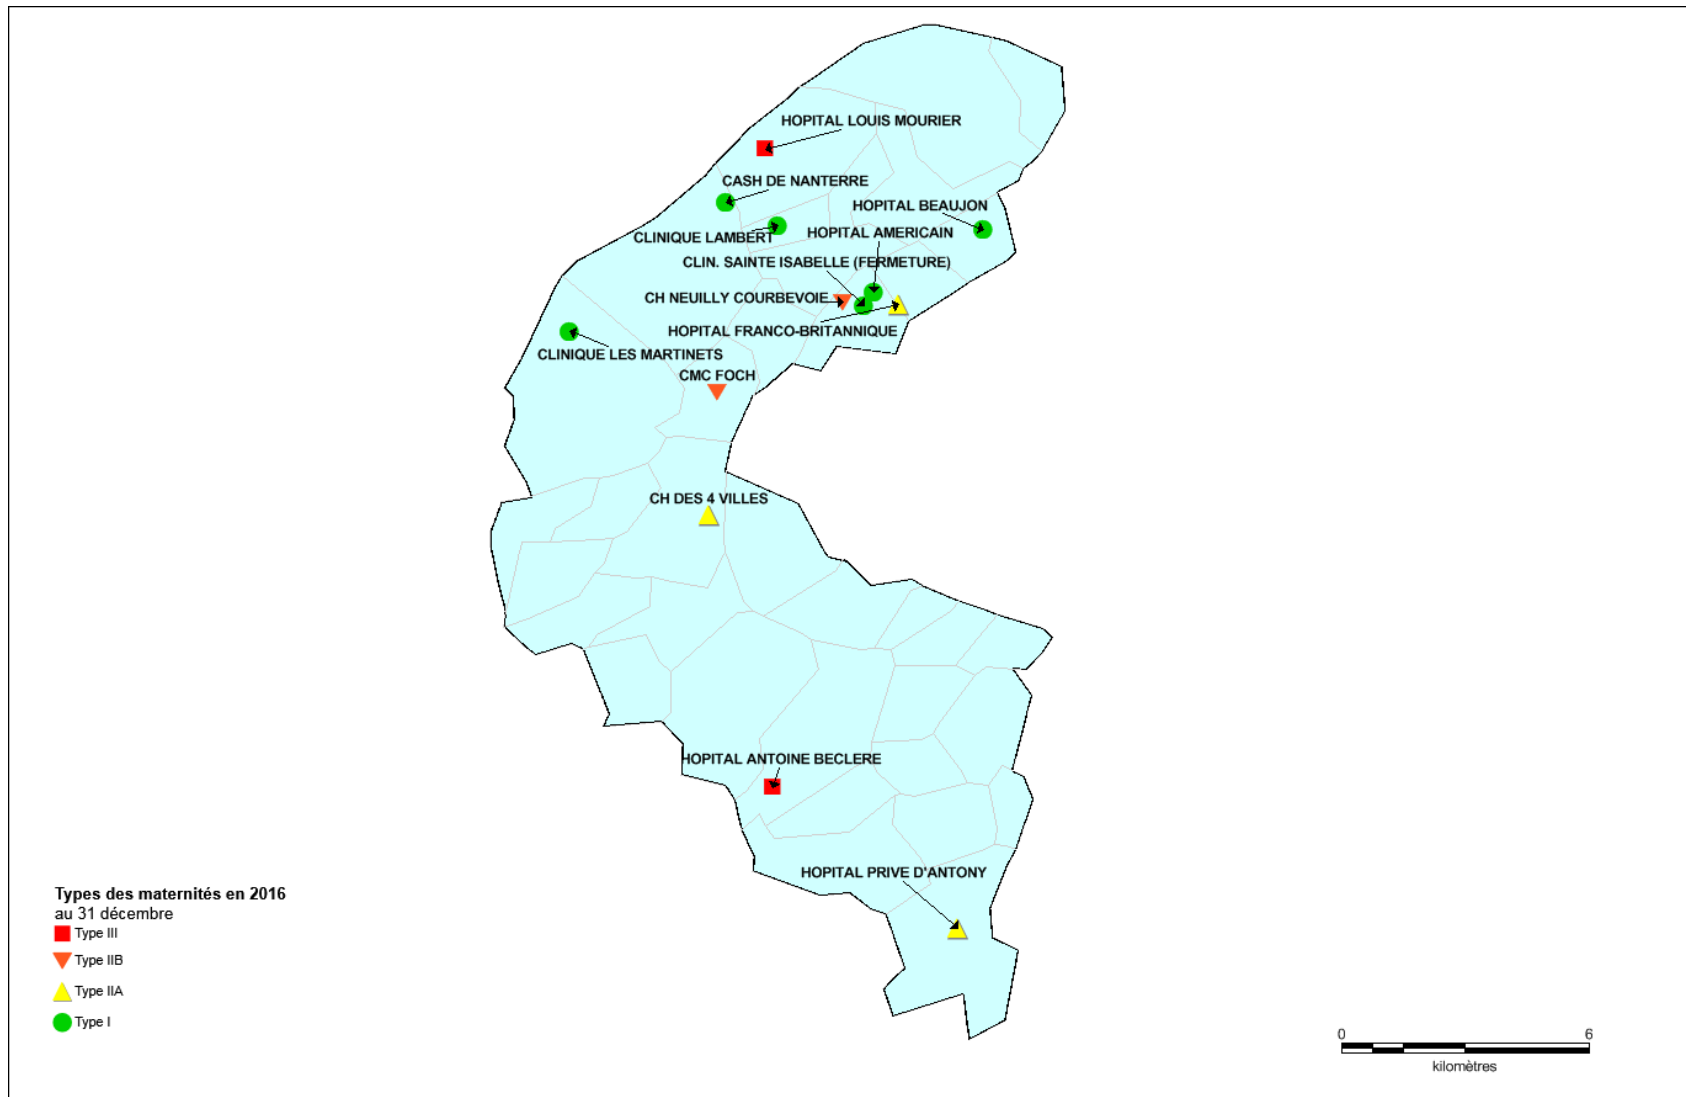 HOPITAL LOUIS MOURIER
CASH DE NANTERRE
HOPITAL BEAUJON
CLINIQUE LAMBERT
HOPITAL AMERICAIN
CLIN. SAINTE ISABELLE (FERMETURE)
CH NEUILLY COURBEVOIE
HOPITAL FRANCO-BRITANNIQUE
CLINIQUE LES MARTINETS
CMC FOCH
CH DES 4 VILLES
HOPITAL ANTOINE BECLERE
HOPITAL PRIVE D'ANTONY
Types des maternités en 2016
au 31 décembre
Type III
Type IIB
Type IIA
Type I
0 6
kilomètres